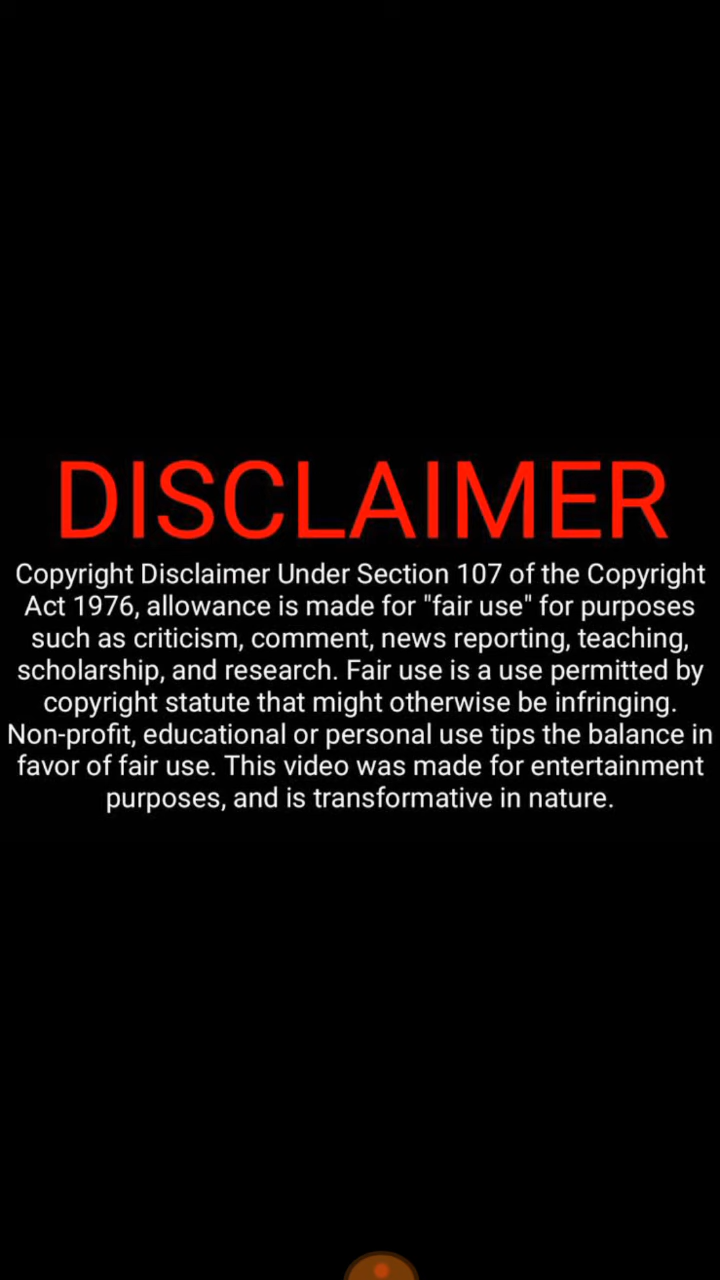 DISCLAIMER
Copyright Disclaimer Under Section 107 of the Copyright
Act 1976, allowance is made for "fair use" for purposes
such as criticism, comment, news reporting, teaching,
scholarship, and research. Fair use is a use permitted by
copyright statute that might otherwise be infringing.
Non-profit, educational or personal use tips the balance in
favor of fair use. This video was made for entertainment
purposes, and is transformative in nature.